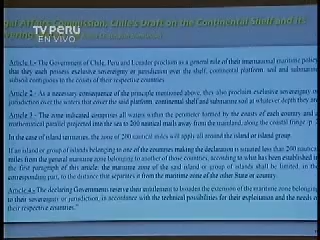 gal Affairs Commission, Chile's Draft on the Continental Shelf and Its
TVPERÚ
EN VIVO
Article 1.- The Government of Chile, Peru and Ecuador proclaim as a general rule of their international maritime policy
that they each possess exclusive sovereignty or jurisdiction over the shelf, continental platform, soil and submarine
subsoil contiguous to the coasts of their respective countries.
Article 2.- As a necessary consequence of the principle mentioned above, they also proclaim exclusive sovereignty or
jurisdiction over the waters that cover the said platform, continental shelf and submarine soil at whatever depth they are
Article 3.- The zone indicated comprises all waters within the perimeter formed by the coasts of each country and a
mathematic parallel projected into the sea to 200 nautical miles away from the mainland, along the coastal fringe
In the case of island territories, the zone of 200 nautical miles will apply all around the island or island group.
If an island or group of islands belonging to one of the countries making the declaration is situated less than 200 nautical
miles from the general maritime zone belonging to another of those countries, according to what has been established in
the first paragraph of this article, the maritime zone of the said island or group of islands shall be limited, in the
corresponding part, to the distance that separates it from the maritime zone of the other State or country.
Article 4.- The declaring Governments reserve their entitlement to broaden the extension of the maritime zone belonging
to their sovereignty or jurisdiction, in accordance with the technical possibilities for their exploitation and the needs of
their respective countries."